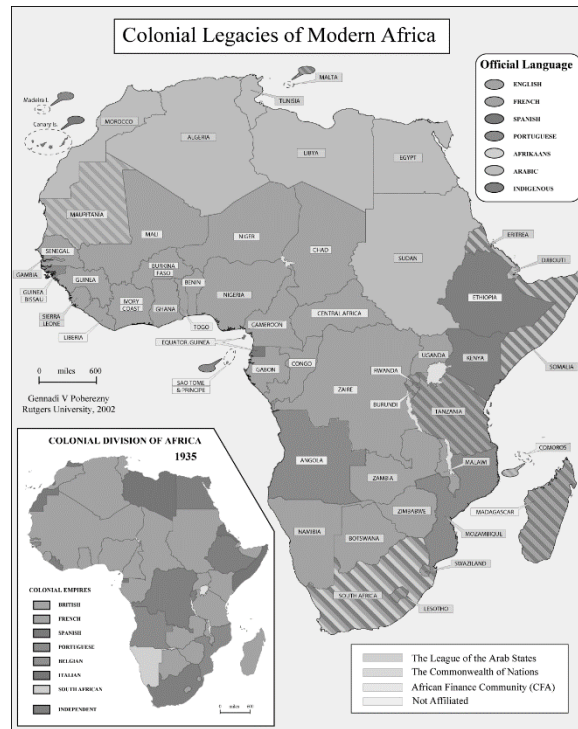 Colonial Legacies of Modern Africa
Official Language
ENGLISH
FRENCH
SPANISH
PORTUGUESE
AFRIKAANS
ARABIC
INDIGENOUS
Madeira I.
Canary Is.
MALTA
TUNISIA
MOROCCO
ALGERIA
LIBYA
EGYPT
MAURITANIA
MALI
NIGER
CHAD
SUDAN
ERITREA
DJIBOUTI
SENEGAL
GAMBIA
GUINEA
BISSAU
GUINEA
BURKINA
FASO
BENIN
NIGERIA
ETHIOPIA
SIERRA
LEONE
IVORY
COAST
GHANA
LIBERIA
TOGO
CAMEROON
CENTRAL AFRICA
SOMALIA
EQUATOR. GUINEA
UGANDA
KENYA
GABON
CONGO
RWANDA
ZAIRE
SAO TOME
& PRINCIPE
BURUNDI
TANZANIA
COMOROS
ANGOLA
MALAWI
ZAMBIA
MADAGASCAR
ZIMBABWE
MOZAMBIQUE
NAMIBIA
BOTSWANA
SWAZILAND
SOUTH AFRICA
LESOTHO
0 miles 600
Gennadi V Poberezny
Rutgers University, 2002
COLONIAL DIVISION OF AFRICA
1935
COLONIAL EMPIRES
BRITISH
FRENCH
SPANISH
PORTUGUESE
BELGIAN
ITALIAN
SOUTH AFRICAN
INDEPENDENT
0 miles 600
The League of the Arab States
The Commonwealth of Nations
African Finance Community (CFA)
Not Affiliated